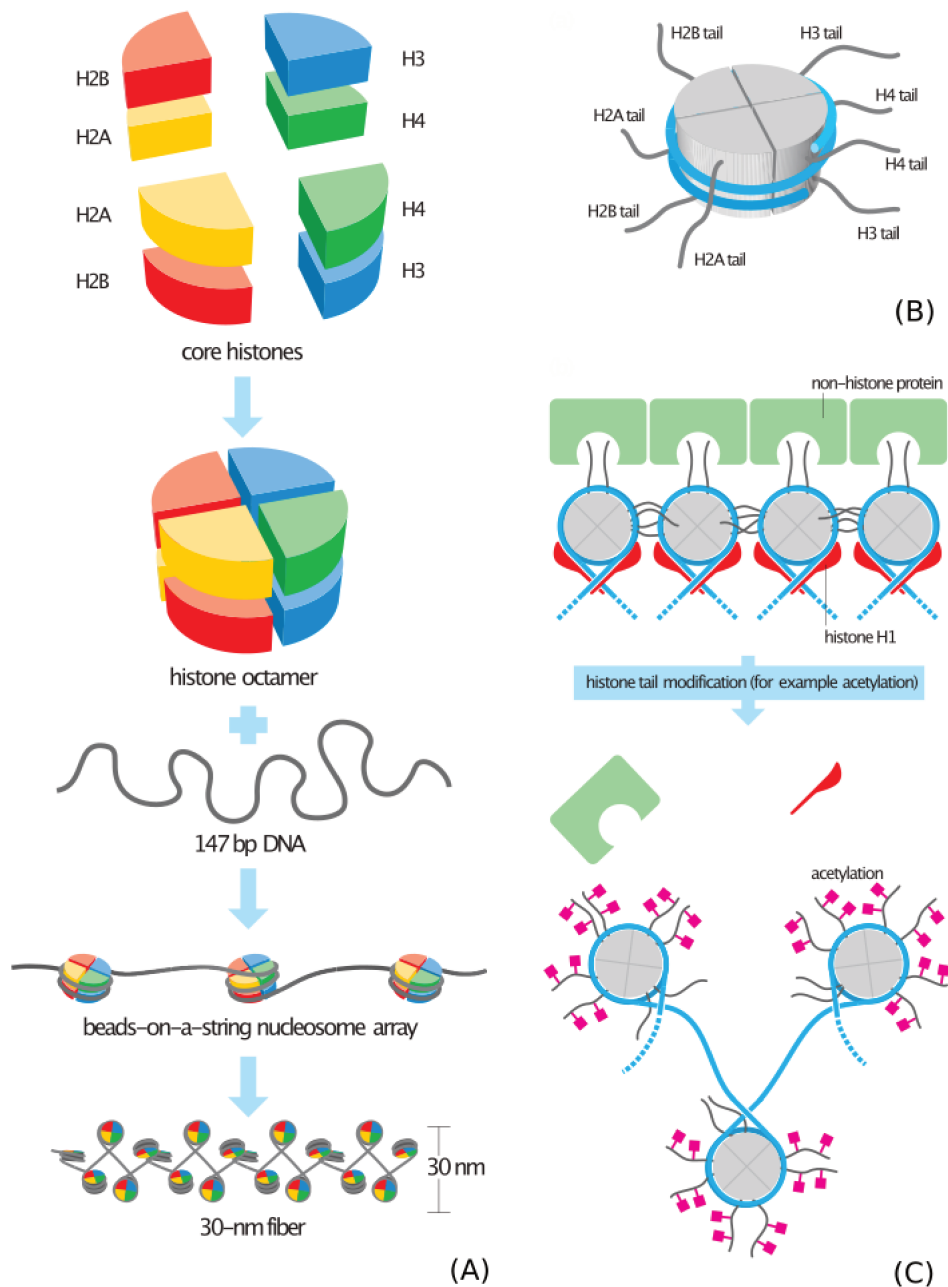 H2B
H3
H2A
H4
H2A
H4
H2B
H3
core histones
histone octamer
147 bp DNA
beads-on-a-string nucleosome array
30 nm
30-nm fiber
(A)
H2B tail
H3 tail
H4 tail
H2A tail
H4 tail
H2B tail
H3 tail
H2A tail
(B)
non-histone protein
histone H1
histone tail modification (for example acetylation)
acetylation
(C)